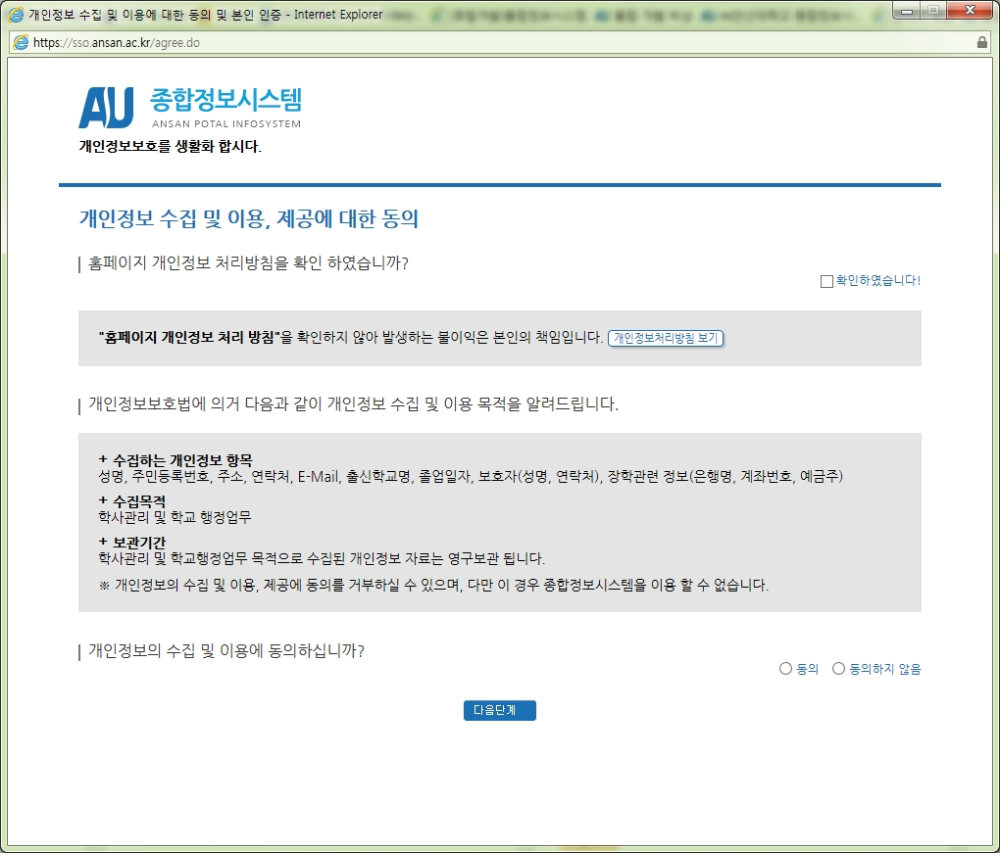 개인정보 수집 및 이용에 대한 동의 및 본인 인증 - Internet Explorer
https://sso.ansan.ac.kr/agree.do
AU 종합정보시스템
ANSAN POTAL INFOSYSTEM
개인정보보호를 생활화 합시다.
개인정보 수집 및 이용, 제공에 대한 동의
홈페이지 개인정보 처리방침을 확인 하였습니까?
확인하였습니다!
"홈페이지 개인정보 처리 방침"을 확인하지 않아 발생하는 불이익은 본인의 책임입니다. 개인정보처리방침 보기
개인정보보호법에 의거 다음과 같이 개인정보 수집 및 이용 목적을 알려드립니다.
+ 수집하는 개인정보 항목
성명, 주민등록번호, 주소, 연락처, E-Mail, 출신학교명, 졸업일자, 보호자(성명, 연락처), 장학관련 정보(은행명, 계좌번호, 예금주)
+ 수집목적
학사관리 및 학교 행정업무
+ 보관기간
학사관리 및 학교행정업무 목적으로 수집된 개인정보 자료는 영구보관 됩니다.
※ 개인정보의 수집 및 이용, 제공에 동의를 거부하실 수 있으며, 다만 이 경우 종합정보시스템을 이용 할 수 없습니다.
개인정보의 수집 및 이용에 동의하십니까?
동의 동의하지 않음
다음단계